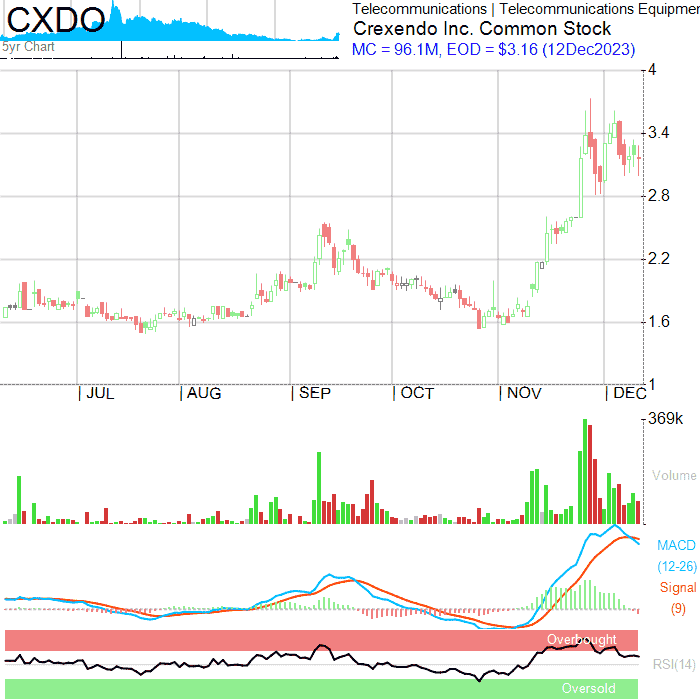 CXDO
5yr Chart
Telecommunications | Telecommunications Equipmen
Crexendo Inc. Common Stock
MC = 96.1M, EOD = $3.16 (12Dec2023)
4
3.4
2.8
2.2
1.6
1
JUL
AUG
SEP
OCT
NOV
DEC
369k
Volume
MACD
(12-26)
Signal
(9)
Overbought
RSI(14)
Oversold